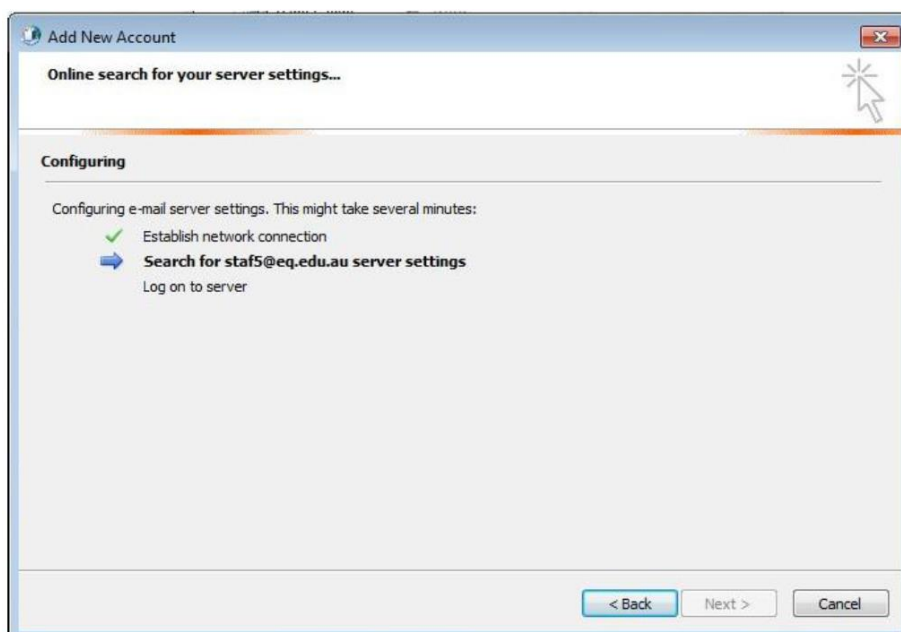 Add New Account
Online search for your server settings...
Configuring
Configuring e-mail server settings. This might take several minutes:
Establish network connection
Search for staf5@eq.edu.au server settings
Log on to server
< Back Next > Cancel